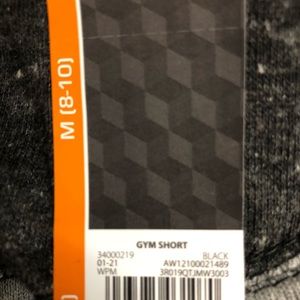 M (8-10)
GYM SHORT
34000219 BLACK
01-21 AW12100021489
WPM 3R019QTJMW3003